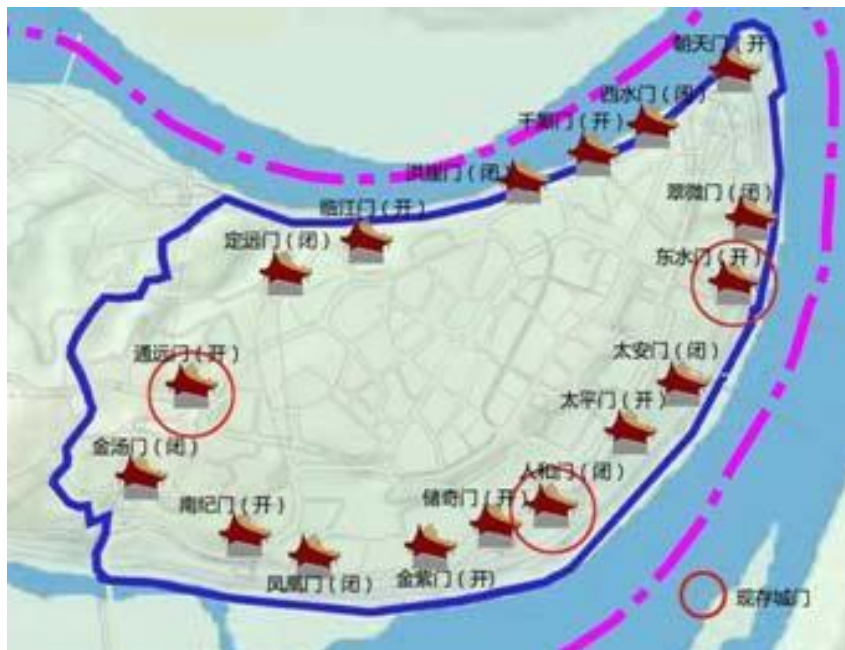 朝天门（开）
西水门（闭）
千厮门（开）
洪崖门（闭）
翠微门（闭）
临江门（开）
定远门（闭）
东水门（开）
通远门（开）
太安门（闭）
太平门（开）
金汤门（闭）
人和门（闭）
储奇门（开）
南纪门（开）
凤凰门（闭）
金紫门（开）
现存城门